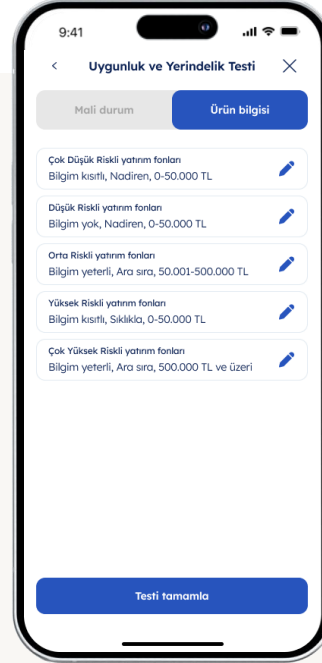 9:41
Uygunluk ve Yerindelik Testi
Mali durum
Ürün bilgisi
Çok Düşük Riskli yatırım fonları
Bilgim kısıtlı, Nadiren, 0-50.000 TL
Düşük Riskli yatırım fonları
Bilgim yok, Nadiren, 0-50.000 TL
Orta Riskli yatırım fonları
Bilgim yeterli, Ara sıra, 50.001-500.000 TL
Yüksek Riskli yatırım fonları
Bilgim kısıtlı, Sıklıkla, 0-50.000 TL
Çok Yüksek Riskli yatırım fonları
Bilgim yeterli, Ara sıra, 500.000 TL ve üzeri
Testi tamamla